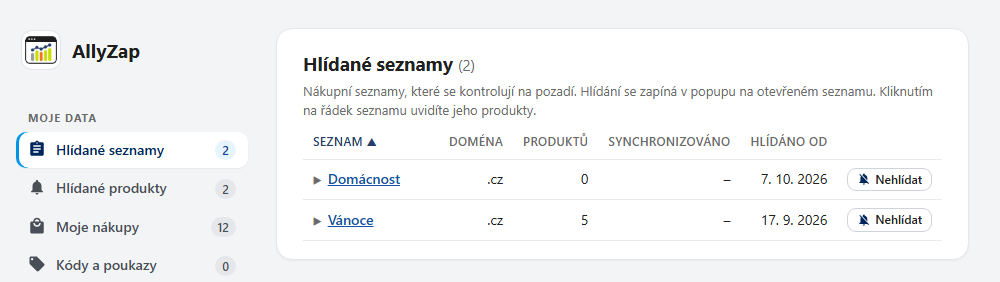 AllyZap
MOJE DATA
Hlídané seznamy 2
Hlídané produkty 2
Moje nákupy 12
Kódy a poukazy 0
Hlídané seznamy (2)
Nákupní seznamy, které se kontrolují na pozadí. Hlídání se zapíná v popupu na otevřeném seznamu. Kliknutím
na řádek seznamu uvidíte jeho produkty.
SEZNAM ▲ DOMÉNA PRODUKTŮ SYNCHRONIZOVÁNO HLÍDÁNO OD
▶ Domácnost .cz 0 – 7. 10. 2026 Nehlídat
▶ Vánoce .cz 5 – 17. 9. 2026 Nehlídat